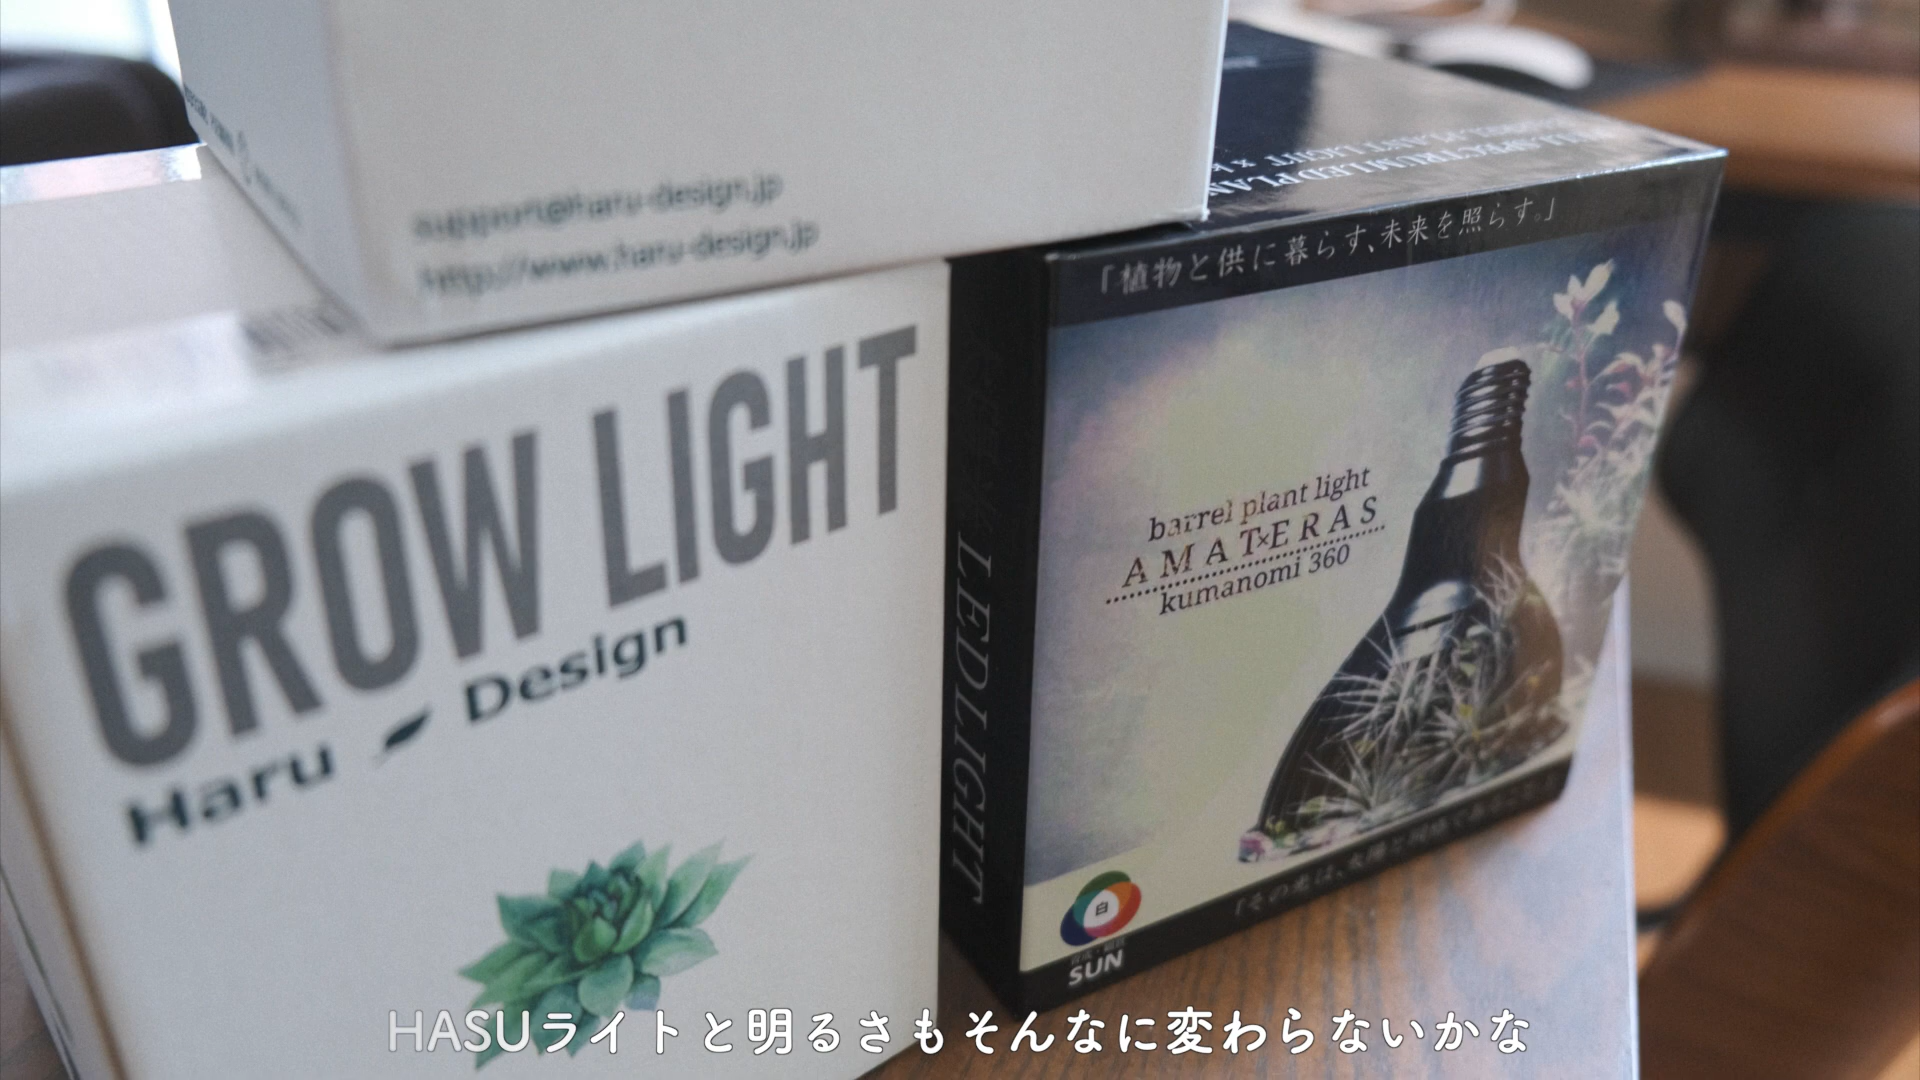 support@haru-design.jp
http://www.haru-design.jp
GROW LIGHT
Haru Design
LEDLIGHT
「植物と供に暮らす、未来を照らす。」
barrel plant light
AMATERAS
kumanomi 360
白
SUN
HASUライトと明るさもそんなに変わらないかな